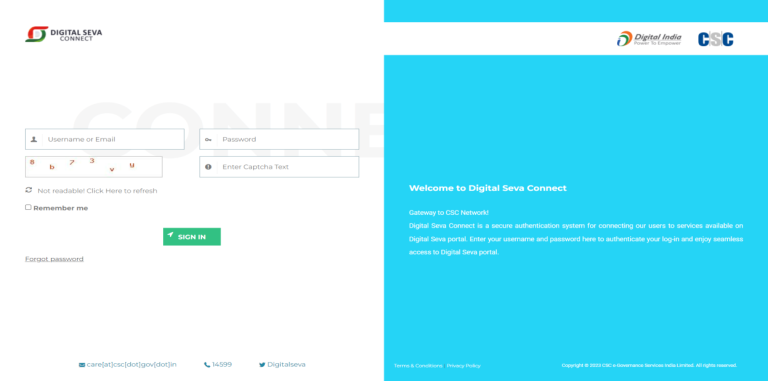 DIGITAL SEVA
CONNECT
Digital India
Power To Empower
CSC
CONNE
Username or Email
Password
8 b 7 3 v y
Enter Captcha Text
Not readable! Click Here to refresh
Remember me
SIGN IN
Forgot password
Welcome to Digital Seva Connect
Gateway to CSC Network!
Digital Seva Connect is a secure authentication system for connecting our users to services available on
Digital Seva portal. Enter your username and password here to authenticate your log-in and enjoy seamless
access to Digital Seva portal.
care[at]csc[dot]gov[dot]in
14599
Digitalseva
Terms & Conditions | Privacy Policy
Copyright © 2023 CSC e-Governance Services India Limited. All rights reserved.